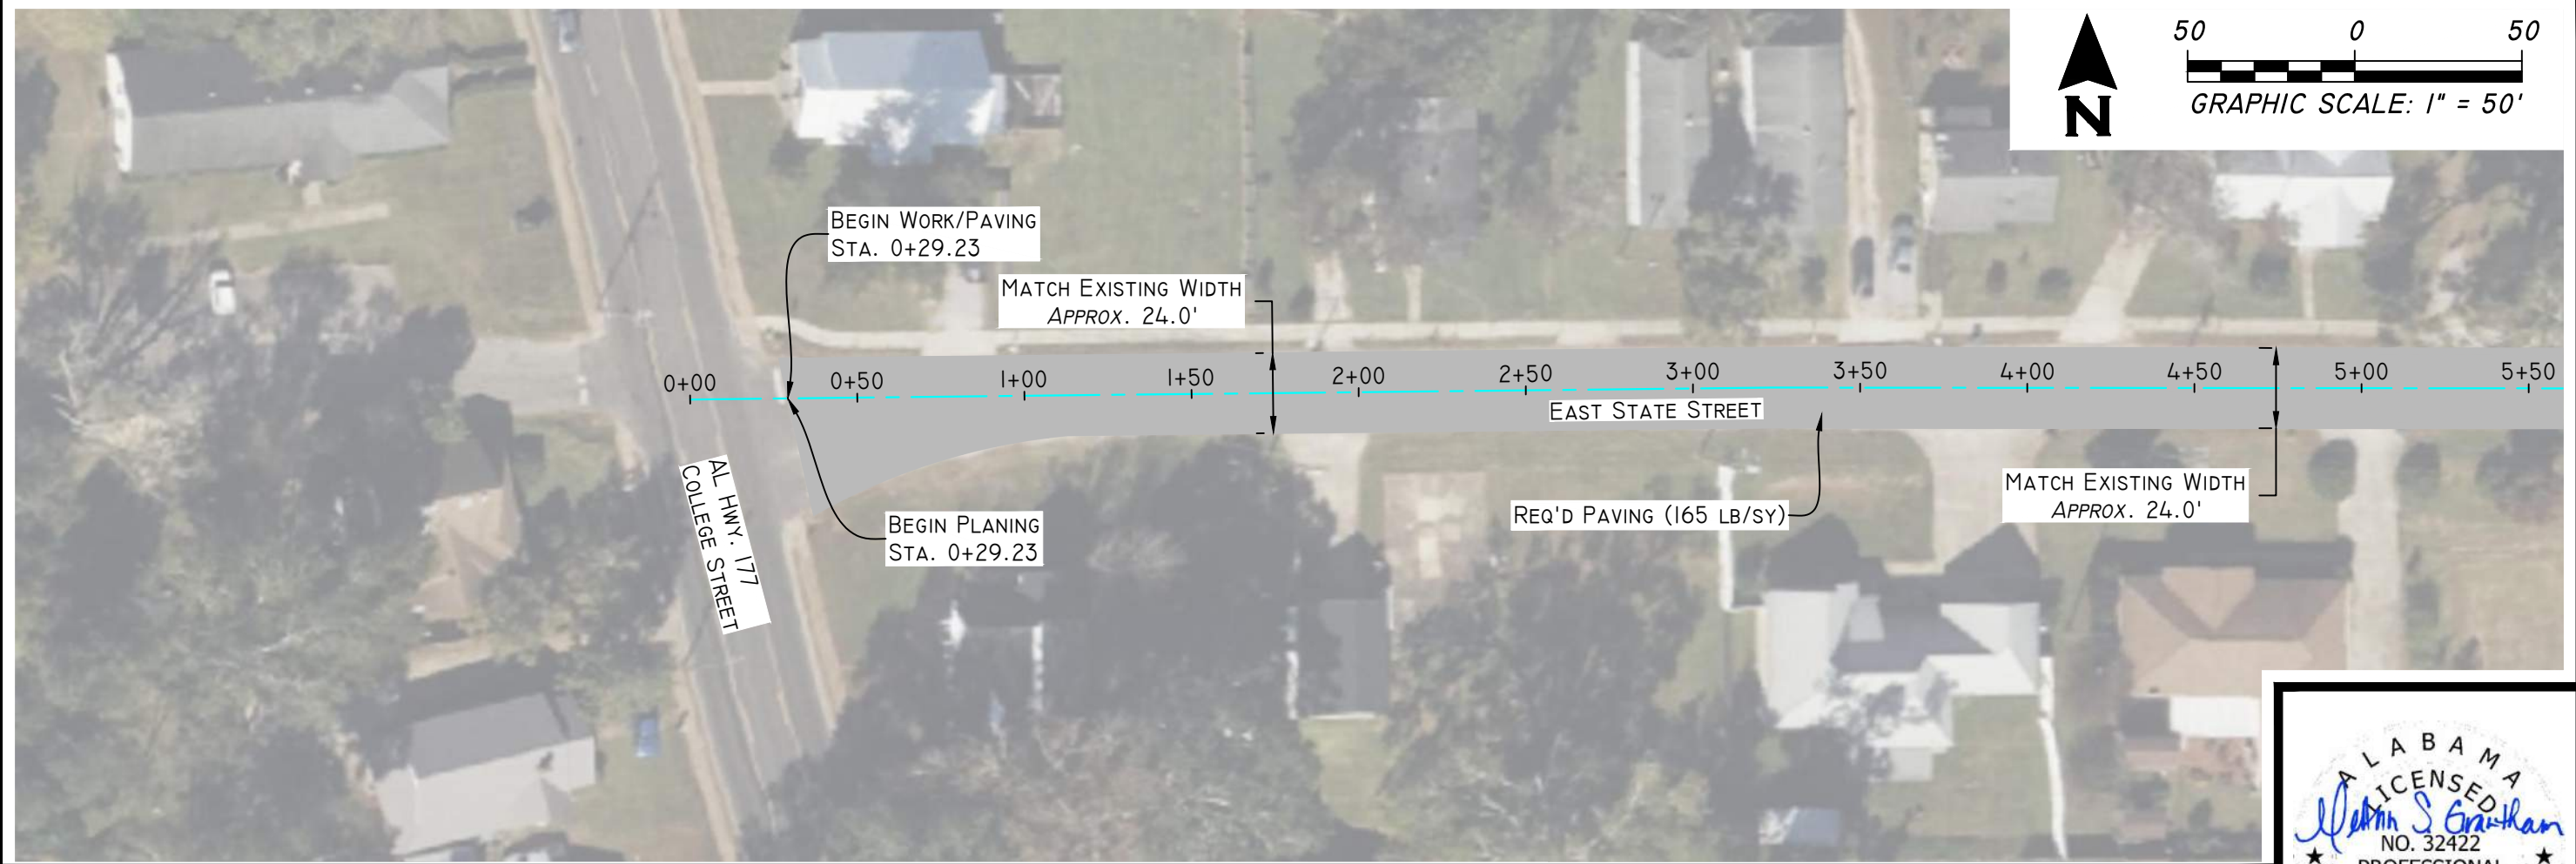 50 0 50
GRAPHIC SCALE: 1" = 50'
N
BEGIN WORK/PAVING
STA. 0+29.23
MATCH EXISTING WIDTH
APPROX. 24.0'
0+00 0+50 1+00 1+50 2+00 2+50 3+00 3+50 4+00 4+50 5+00 5+50
EAST STATE STREET
AL HWY. 177
COLLEGE STREET
BEGIN PLANING
STA. 0+29.23
REQ'D PAVING (165 LB/SY)
MATCH EXISTING WIDTH
APPROX. 24.0'
ALABAMA
LICENSED
NO. 32422
PROFESSIONAL